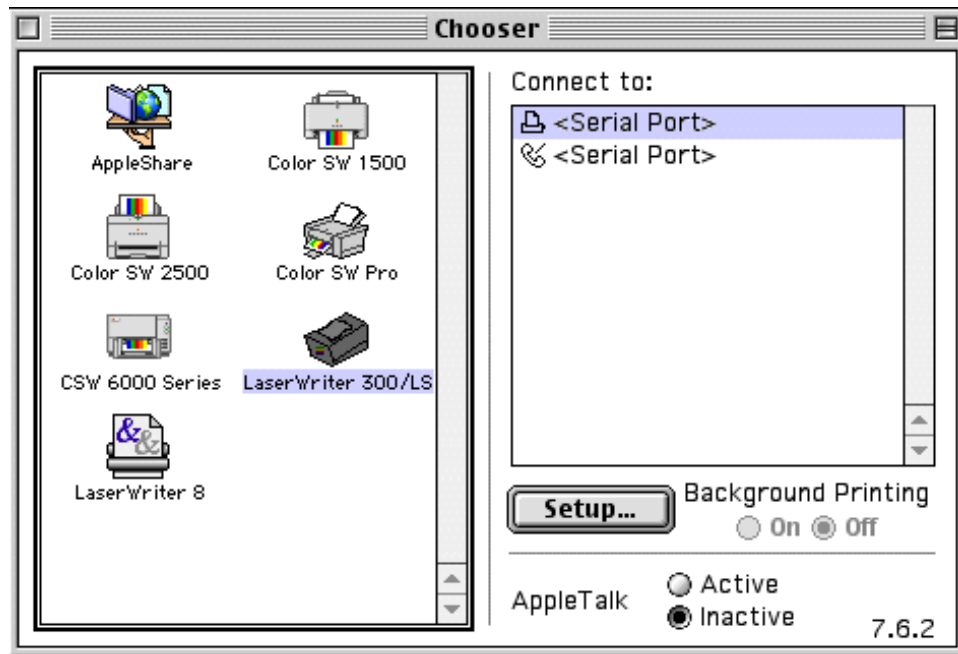 Chooser
AppleShare
Color SW 1500
Color SW 2500
Color SW Pro
CSW 6000 Series
LaserWriter 300/LS
LaserWriter 8
Connect to:
<Serial Port>
<Serial Port>
Setup...
Background Printing
On Off
AppleTalk
Active
Inactive
7.6.2